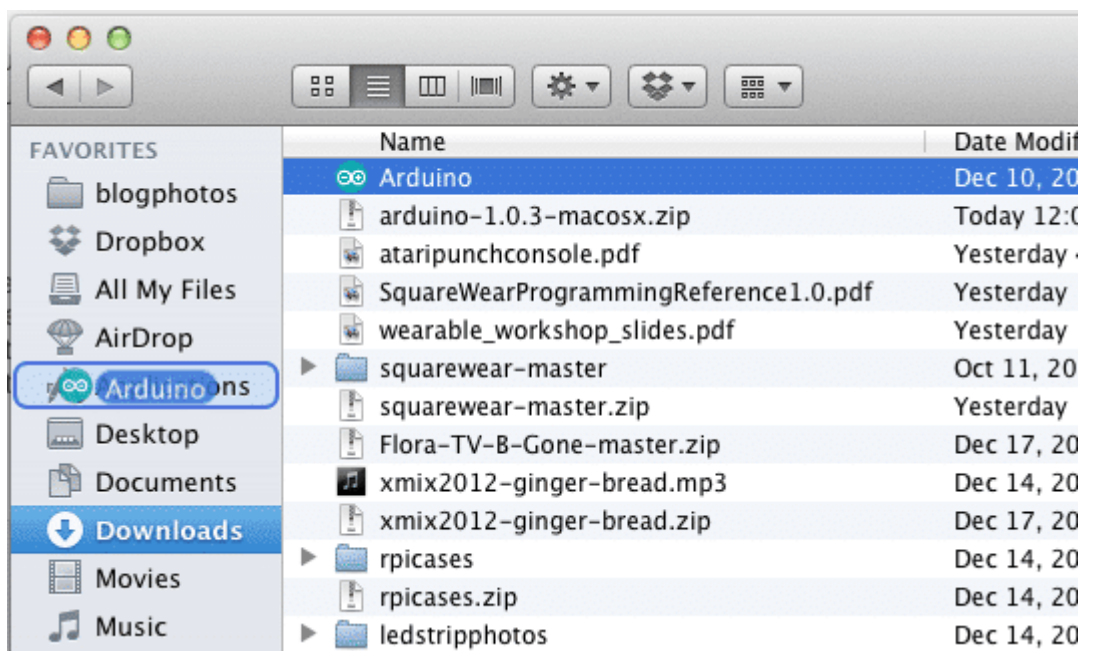 Name Date Modif
FAVORITES
blogphotos
Dropbox
All My Files
AirDrop
Arduino ons
Desktop
Documents
Downloads
Movies
Music
Arduino Dec 10, 20
arduino-1.0.3-macosx.zip Today 12:0
ataripunchconsole.pdf Yesterday
SquareWearProgrammingReference1.0.pdf Yesterday
wearable_workshop_slides.pdf Yesterday
squarewear-master Oct 11, 20
squarewear-master.zip Yesterday
Flora-TV-B-Gone-master.zip Dec 17, 20
xmix2012-ginger-bread.mp3 Dec 14, 20
xmix2012-ginger-bread.zip Dec 17, 20
rpicases Dec 14, 20
rpicases.zip Dec 14, 20
ledstripphotos Dec 14, 20